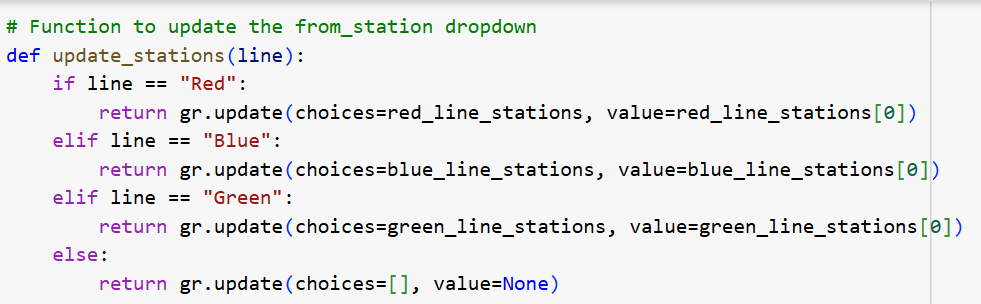 # Function to update the from_station dropdown
def update_stations(line):
    if line == "Red":
        return gr.update(choices=red_line_stations, value=red_line_stations[0])
    elif line == "Blue":
        return gr.update(choices=blue_line_stations, value=blue_line_stations[0])
    elif line == "Green":
        return gr.update(choices=green_line_stations, value=green_line_stations[0])
    else:
        return gr.update(choices=[], value=None)